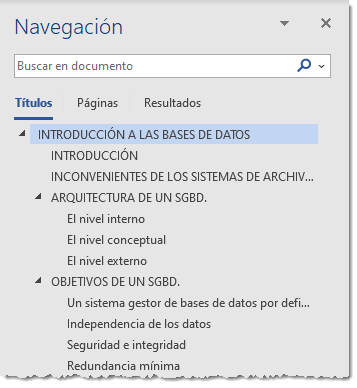 Navegación
Buscar en documento
Títulos Páginas Resultados
INTRODUCCIÓN A LAS BASES DE DATOS
INTRODUCCIÓN
INCONVENIENTES DE LOS SISTEMAS DE ARCHIV...
ARQUITECTURA DE UN SGBD.
El nivel interno
El nivel conceptual
El nivel externo
OBJETIVOS DE UN SGBD.
Un sistema gestor de bases de datos por defi...
Independencia de los datos
Seguridad e integridad
Redundancia mínima